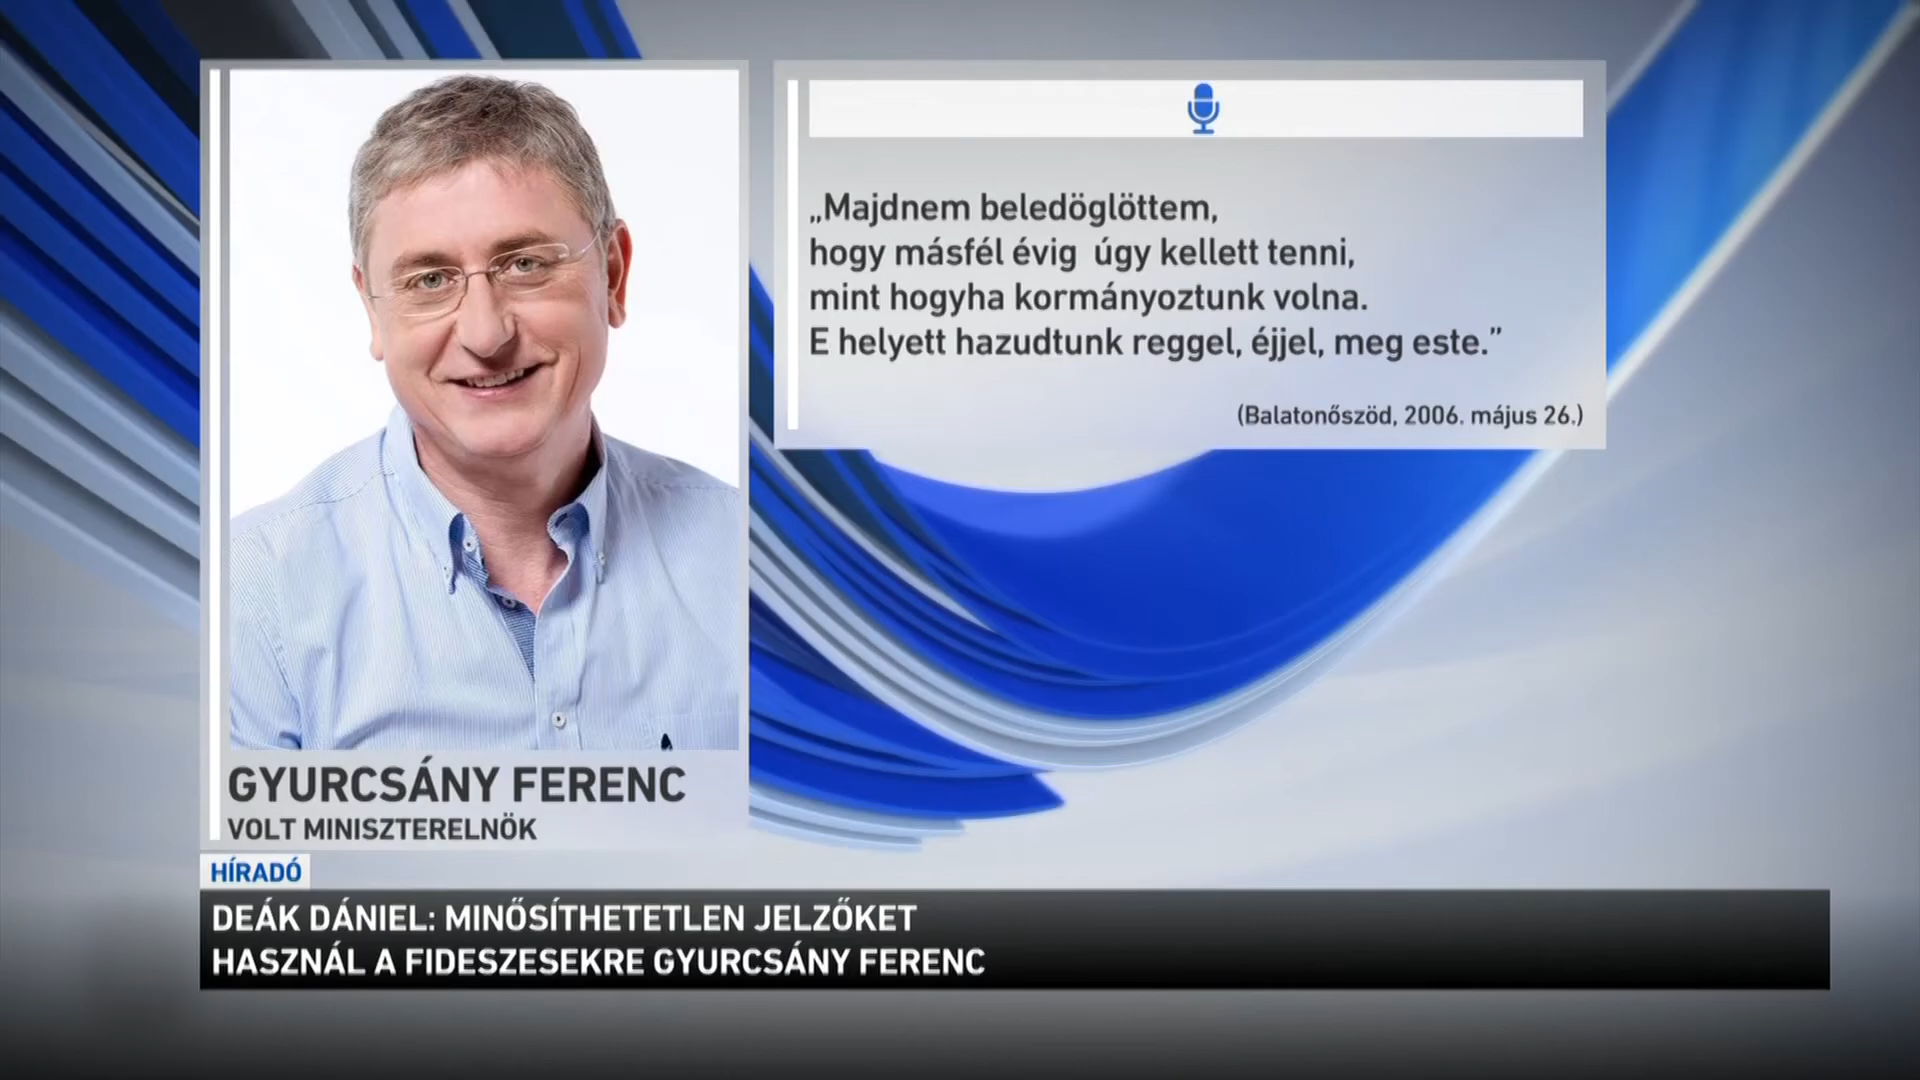 „Majdnem beledöglöttem,
hogy másfél évig úgy kellett tenni,
mint hogyha kormányoztunk volna.
E helyett hazudtunk reggel, éjjel, meg este.”
(Balatonőszöd, 2006. május 26.)
GYURCSÁNY FERENC
VOLT MINISZTERELNÖK
HÍRADÓ
DEÁK DÁNIEL: MINŐSÍTHETETLEN JELZŐKET
HASZNÁL A FIDESZESEKRE GYURCSÁNY FERENC